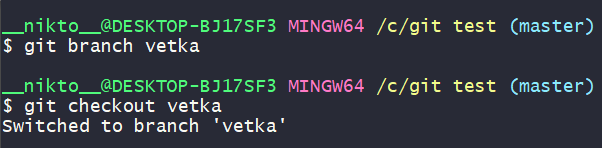 __nikto__@DESKTOP-BJ17SF3 MINGW64 /c/git test (master)
$ git branch vetka
__nikto__@DESKTOP-BJ17SF3 MINGW64 /c/git test (master)
$ git checkout vetka
Switched to branch 'vetka'